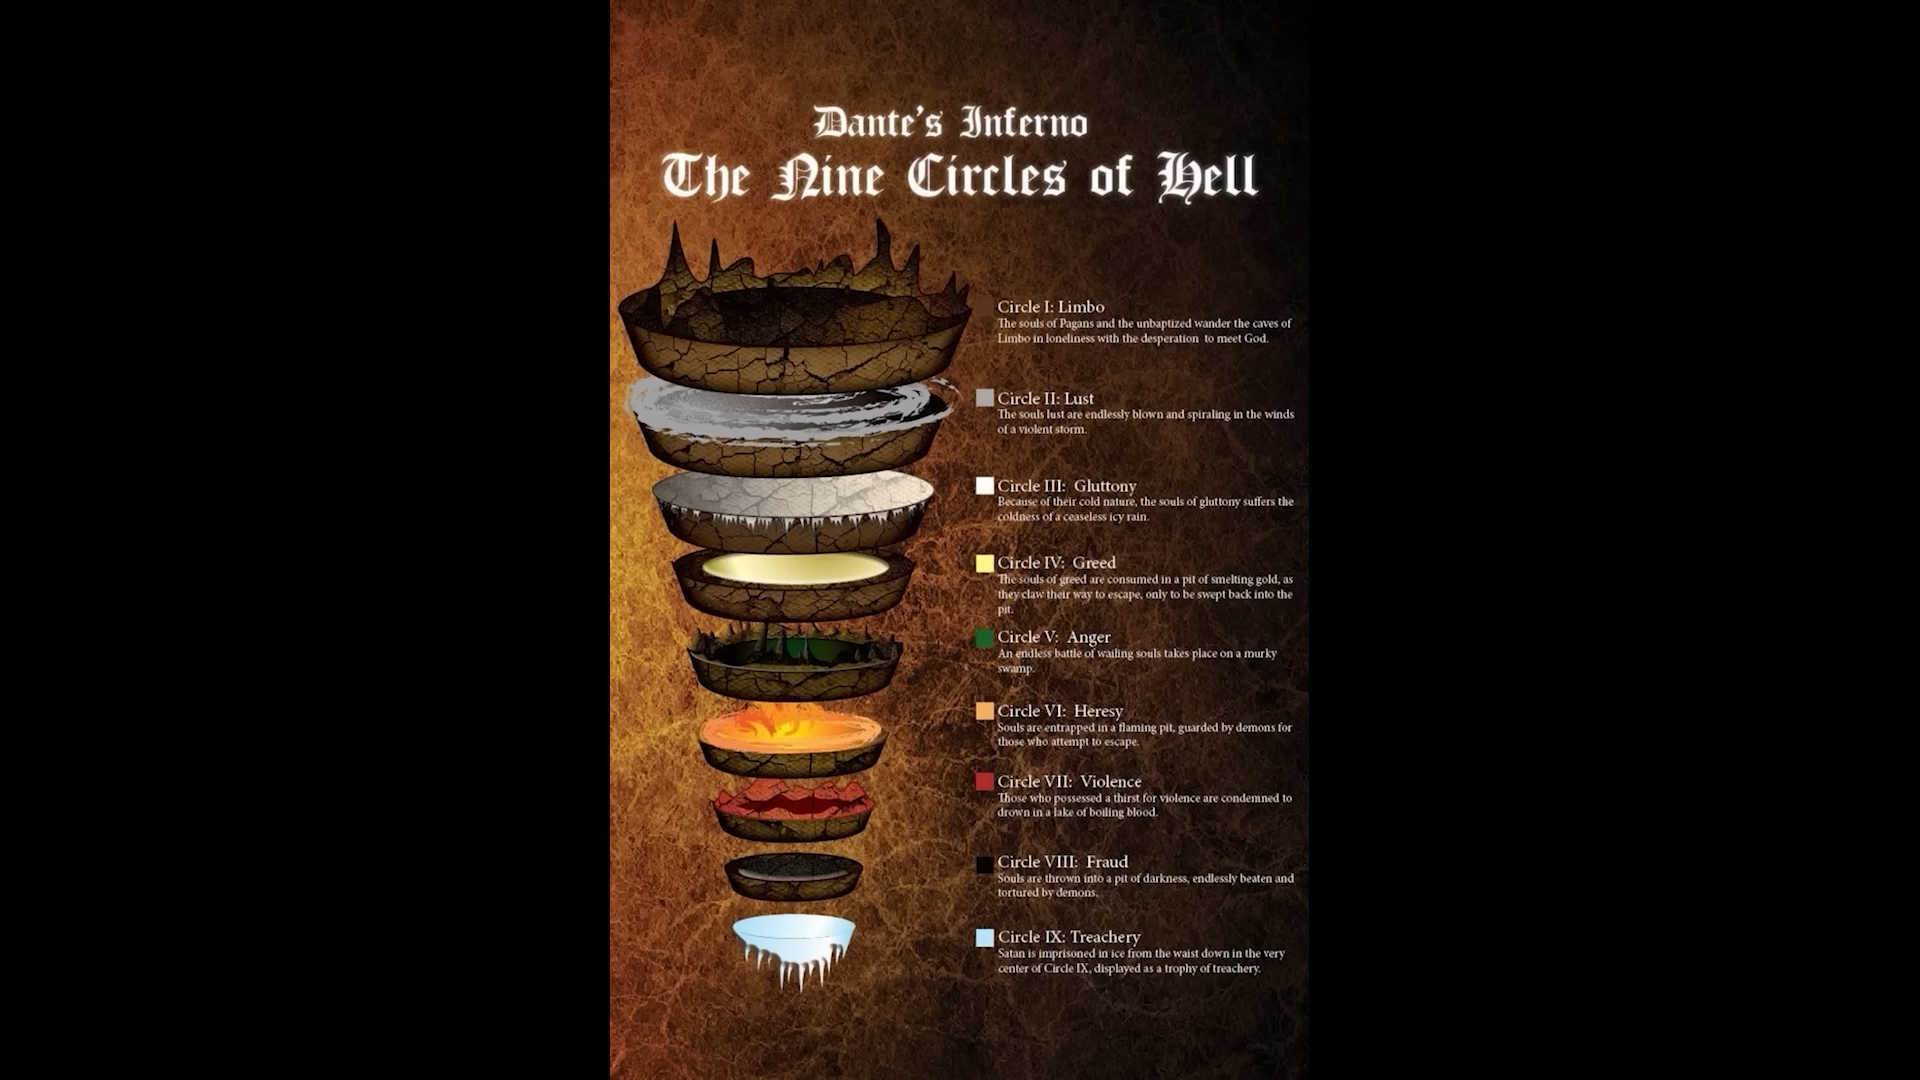 Dante's Inferno
The Nine Circles of Hell
Circle I: Limbo
The souls of Pagans and the unbaptized wander the caves of
Limbo in loneliness with the desperation to meet God.
Circle II: Lust
The souls lust are endlessly blown and spiraling in the winds
of a violent storm.
Circle III: Gluttony
Because of their cold nature, the souls of gluttony suffers the
coldness of a ceaseless icy rain.
Circle IV: Greed
The souls of greed are consumed in a pit of smelting gold, as
they claw their way to escape, only to be swept back into the
pit.
Circle V: Anger
An endless battle of wailing souls takes place on a murky
swamp.
Circle VI: Heresy
Souls are entrapped in a flaming pit, guarded by demons for
those who attempt to escape.
Circle VII: Violence
Those who possessed a thirst for violence are condemned to
drown in a lake of boiling blood.
Circle VIII: Fraud
Souls are thrown into a pit of darkness, endlessly beaten and
tortured by demons.
Circle IX: Treachery
Satan is imprisoned in ice from the waist down in the very
center of Circle IX, displayed as a trophy of treachery.